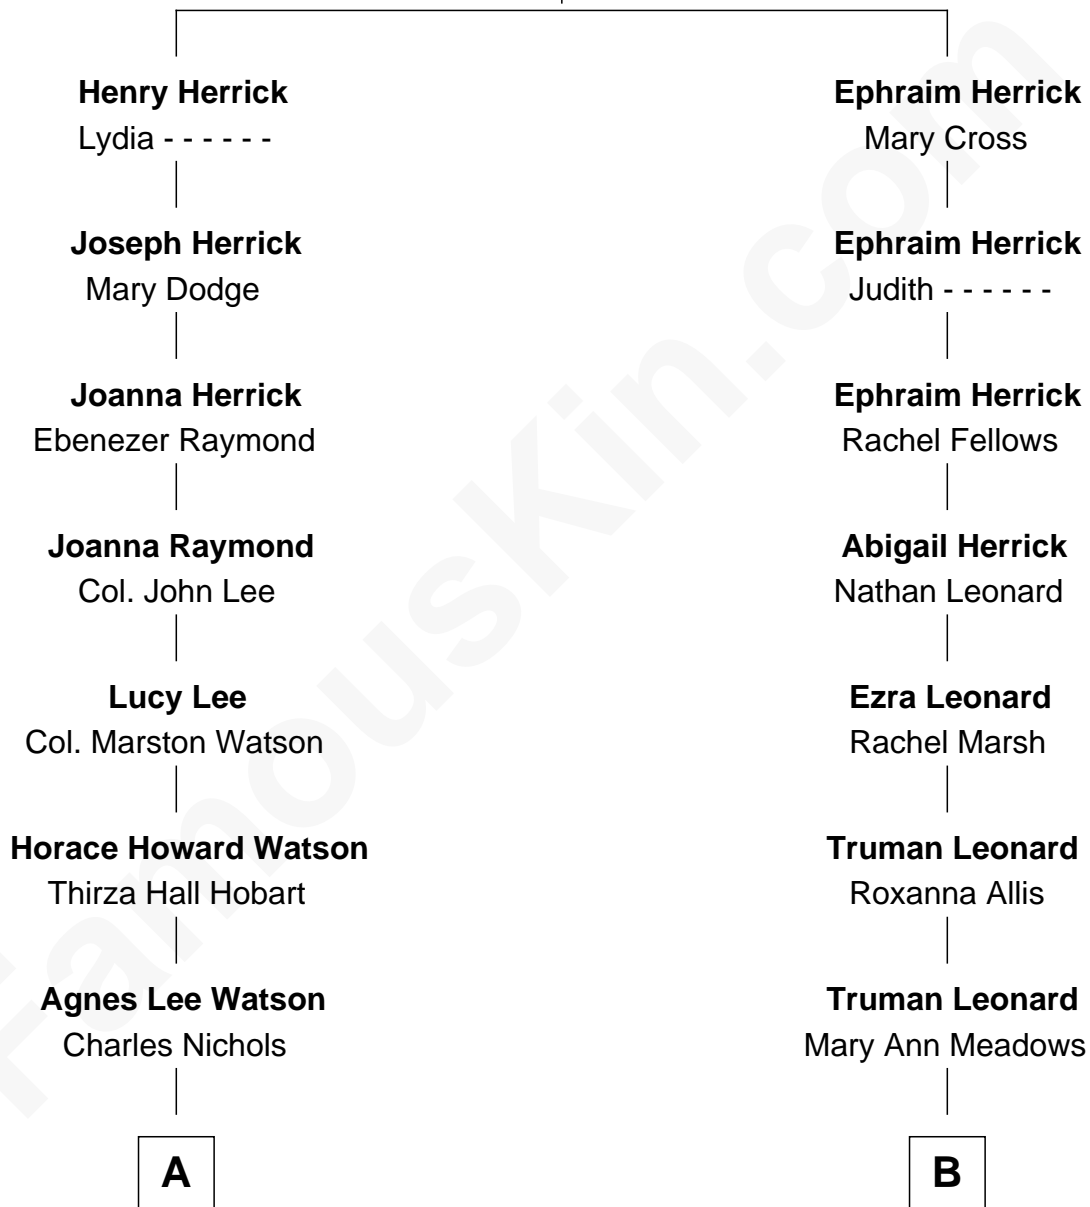 Henry Herrick
Lydia - - - - - -
Joseph Herrick
Mary Dodge
Joanna Herrick
Ebenezer Raymond
Joanna Raymond
Col. John Lee
Lucy Lee
Col. Marston Watson
Horace Howard Watson
Thirza Hall Hobart
Agnes Lee Watson
Charles Nichols
A
Ephraim Herrick
Mary Cross
Ephraim Herrick
Judith - - - - - -
Ephraim Herrick
Rachel Fellows
Abigail Herrick
Nathan Leonard
Ezra Leonard
Rachel Marsh
Truman Leonard
Roxanna Allis
Truman Leonard
Mary Ann Meadows
B
FamousKin.com